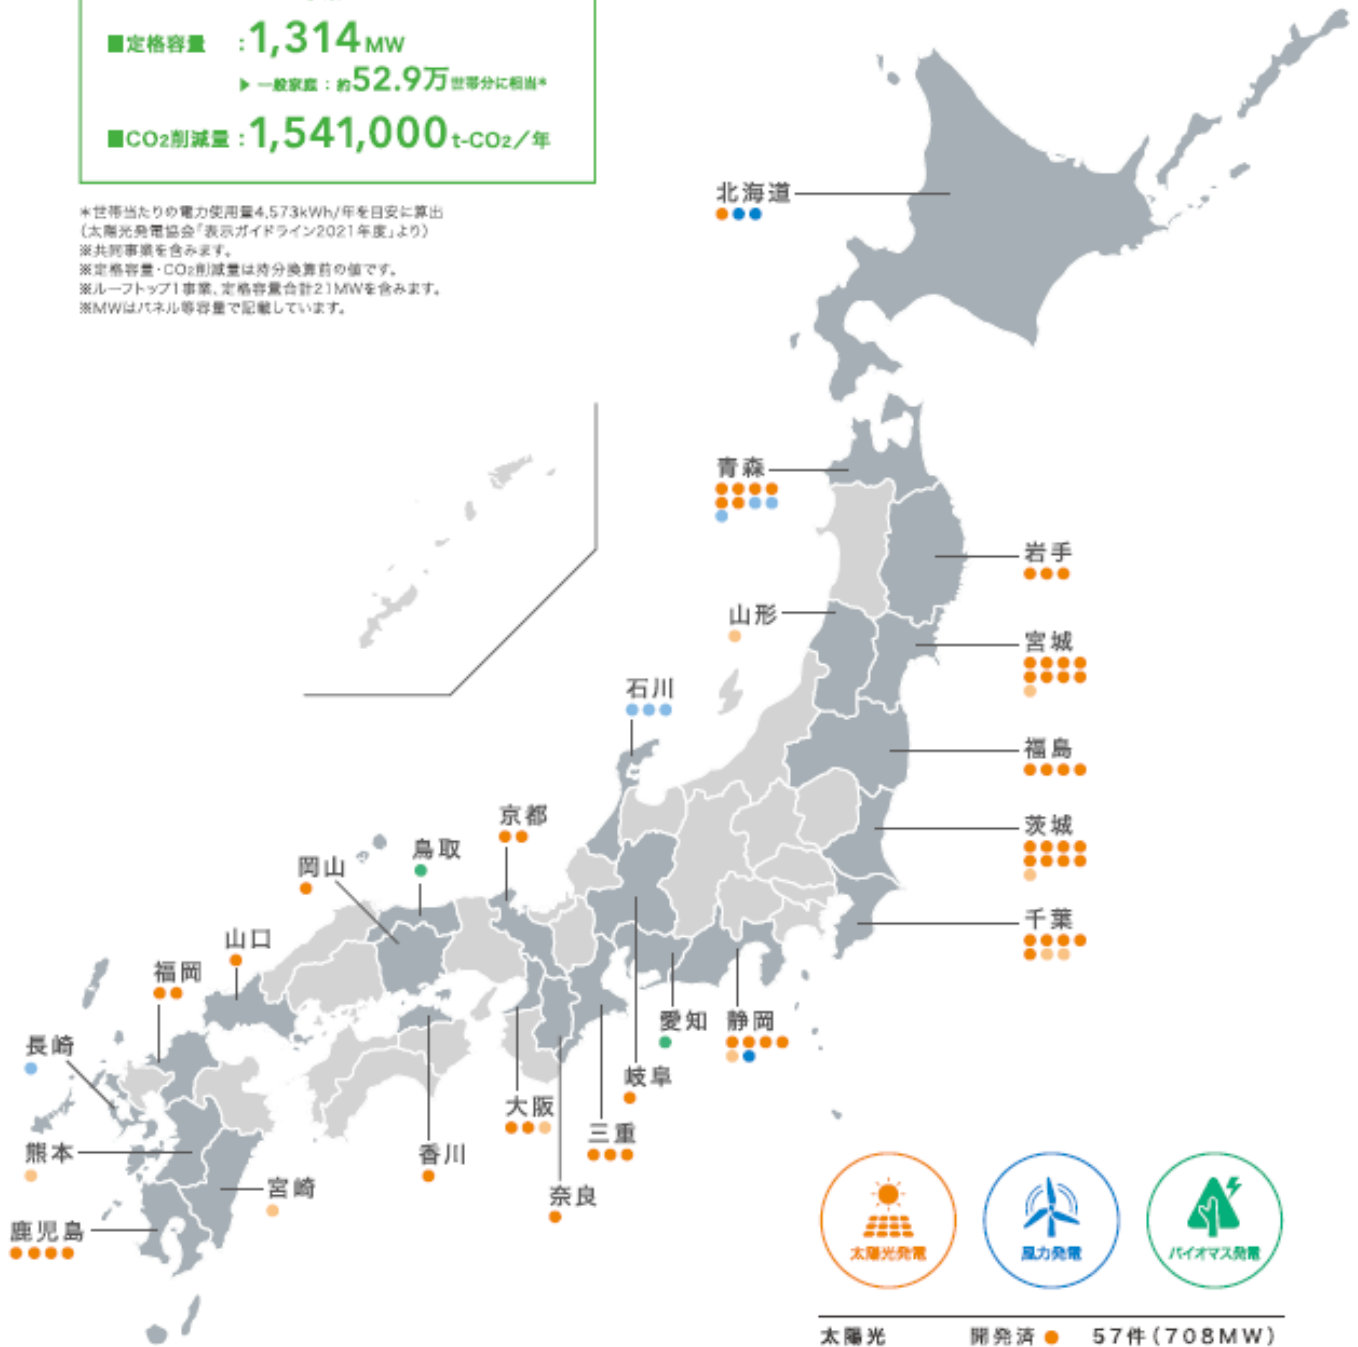 ■定格容量 :1,314MW
▶一般家庭：約52.9万世帯分に相当*
■CO2削減量：1,541,000t-CO2／年
*世帯当たりの電力使用量4,573kWh/年を目安に算出
(太陽光発電協会「表示ガイドライン2021年度」より)
※共同事業を含みます。
※定格容量・CO2削減量は持分換算前の値です。
※ルーフトップ1事業、定格容量合計21MWを含みます。
※MWはパネル等容量で記載しています。
北海道
青森
岩手
山形
宮城
石川
福島
京都
茨城
鳥取
岡山
千葉
山口
福岡
愛知 静岡
長崎
岐阜
大阪
三重
熊本
香川
宮崎
奈良
鹿児島
太陽光発電 風力発電 バイオマス発電
太陽光 開発済 57件(708MW)